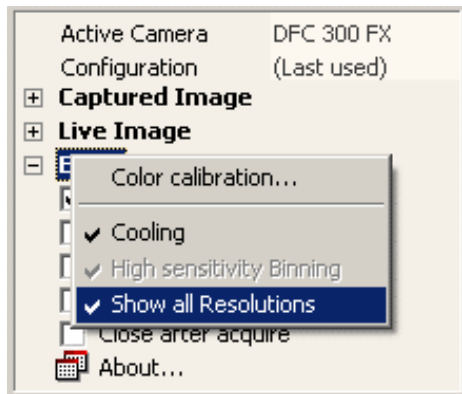 Active Camera DFC 300 FX
Configuration (Last used)
Captured Image
Live Image
Color calibration...
Cooling
High sensitivity Binning
Show all Resolutions
Close after acquire
About...